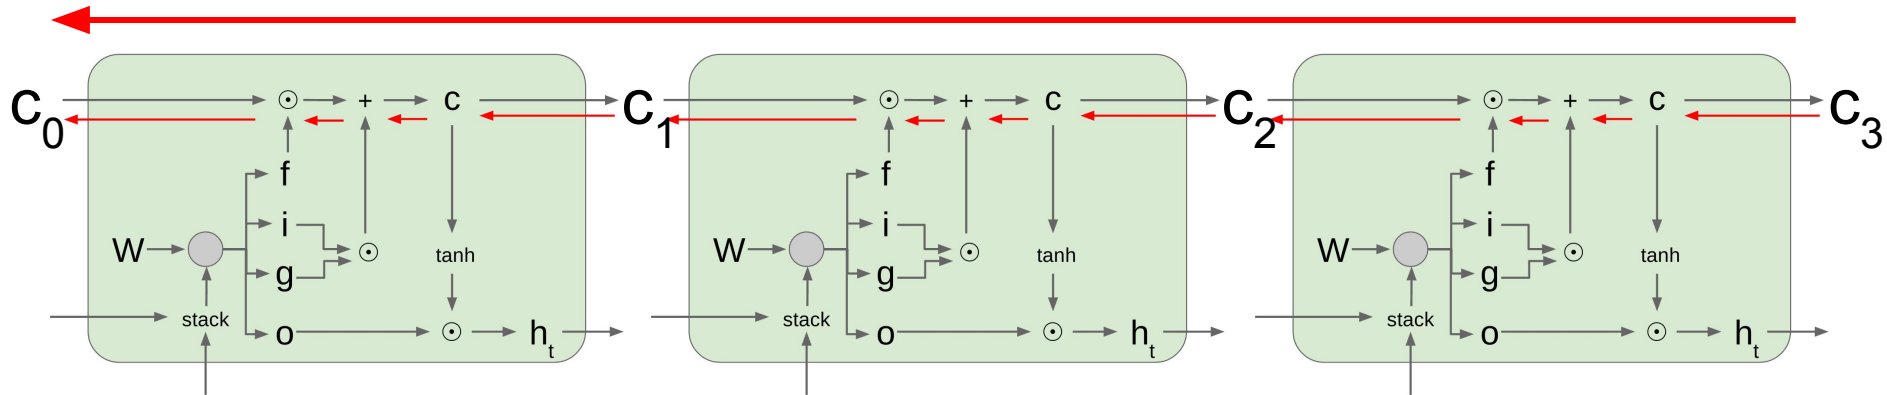 c0 ⊙ + c c1 ⊙ + c c2 ⊙ + c c3
f f f
i i i
W ⊙ tanh W ⊙ tanh W ⊙ tanh
g g g
stack stack stack
o ⊙ ht o ⊙ ht o ⊙ ht